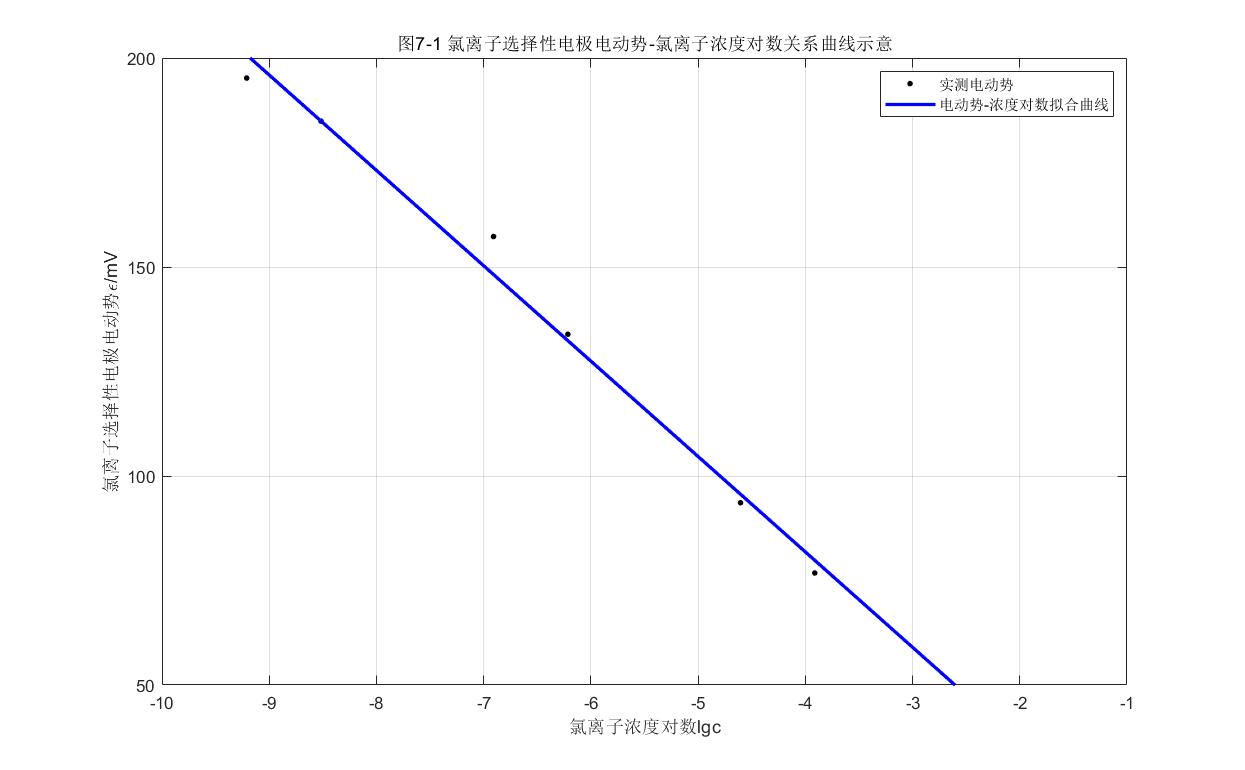 图7-1 氯离子选择性电极电动势-氯离子浓度对数关系曲线示意
实测电动势
电动势-浓度对数拟合曲线
氯离子选择性电极电动势ϵ/mV
200
150
100
50
-10 -9 -8 -7 -6 -5 -4 -3 -2 -1
氯离子浓度对数lgc